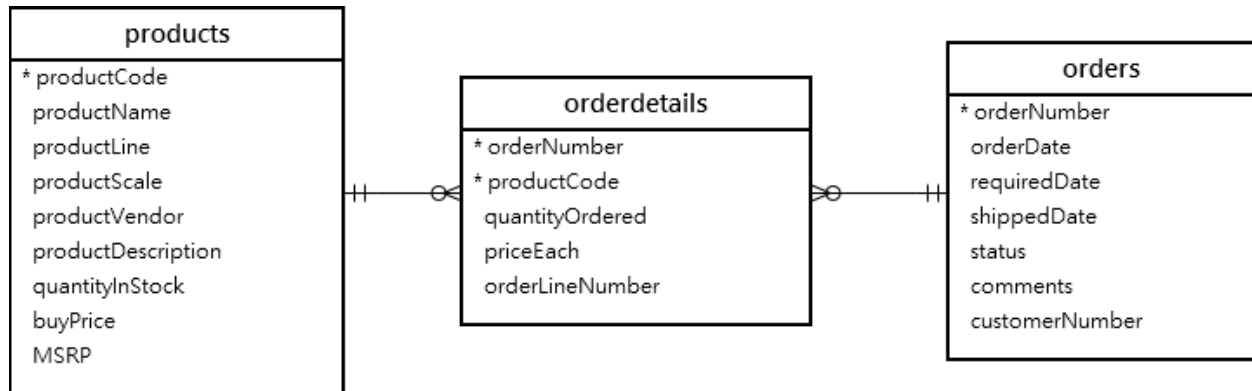 products
* productCode
productName
productLine
productScale
productVendor
productDescription
quantityInStock
buyPrice
MSRP
orderdetails
* orderNumber
* productCode
quantityOrdered
priceEach
orderLineNumber
orders
* orderNumber
orderDate
requiredDate
shippedDate
status
comments
customerNumber